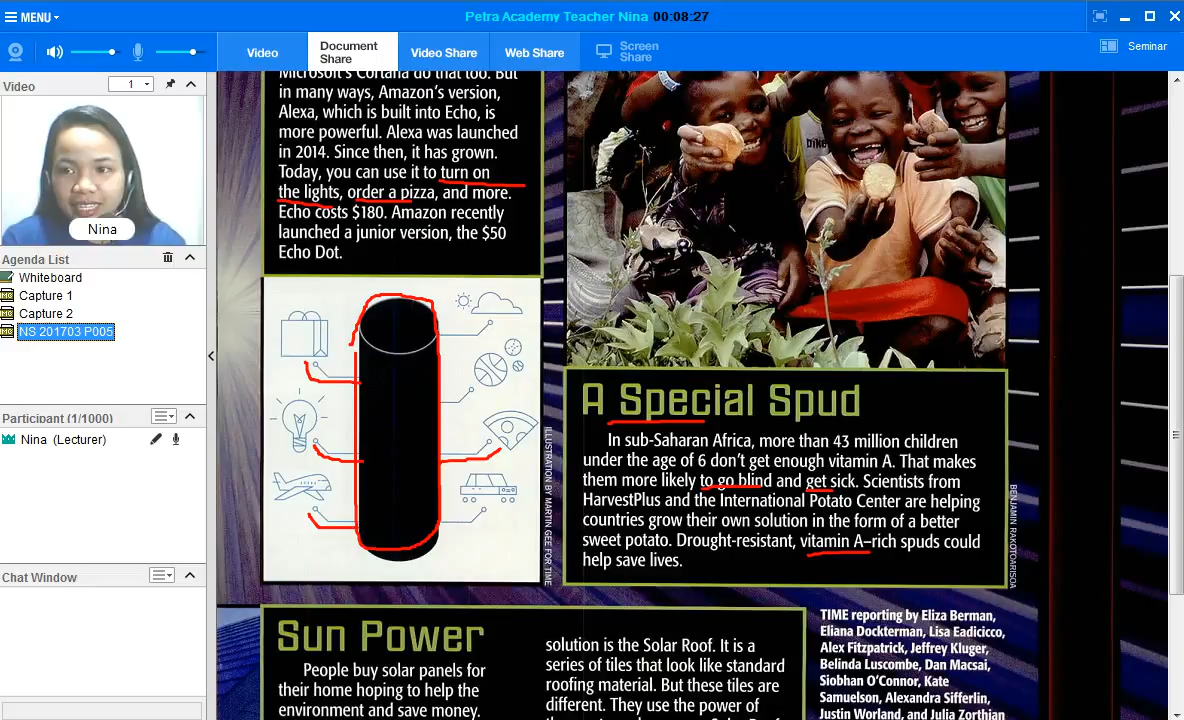 MENU
Petra Academy Teacher Nina 00:08:27
Video
Document
Share
Video Share
Web Share
Screen
Share
Seminar
Video
1
Nina
Agenda List
Whiteboard
Capture 1
Capture 2
NS 201703 P005
Participant (1/1000)
Nina (Lecturer)
Chat Window
Microsoft's Cortana do that too. But
in many ways, Amazon's version,
Alexa, which is built into Echo, is
more powerful. Alexa was launched
in 2014. Since then, it has grown.
Today, you can use it to turn on
the lights, order a pizza, and more.
Echo costs $180. Amazon recently
launched a junior version, the $50
Echo Dot.
ILLUSTRATION BY MARTIN GEE FOR TIME
bike
A Special Spud
In sub-Saharan Africa, more than 43 million children
under the age of 6 don't get enough vitamin A. That makes
them more likely to go blind and get sick. Scientists from
HarvestPlus and the International Potato Center are helping
countries grow their own solution in the form of a better
sweet potato. Drought-resistant, vitamin A–rich spuds could
help save lives.
BENJAMIN RAKOTOARISOA
Sun Power
People buy solar panels for
their home hoping to help the
environment and save money.
solution is the Solar Roof. It is a
series of tiles that look like standard
roofing material. But these tiles are
different. They use the power of
TIME reporting by Eliza Berman,
Eliana Dockterman, Lisa Eadicicco,
Alex Fitzpatrick, Jeffrey Kluger,
Belinda Luscombe, Dan Macsai,
Siobhan O'Connor, Kate
Samuelson, Alexandra Sifferlin,
Justin Worland, and Julia Zorthian